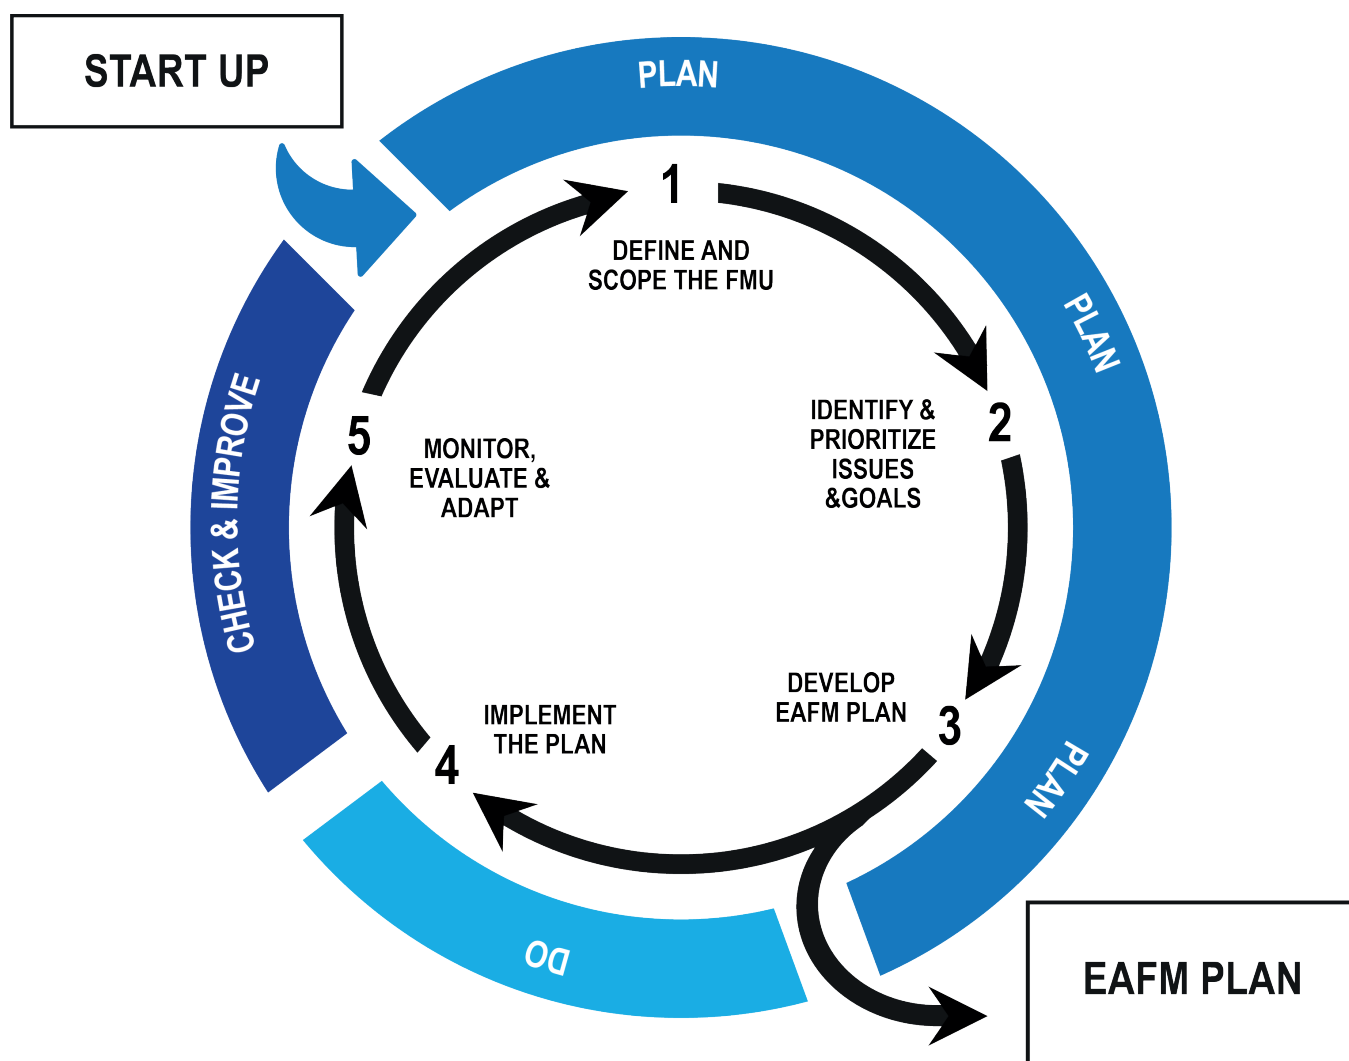 START UP
PLAN
1
DEFINE AND
SCOPE THE FMU
PLAN
2
IDENTIFY &
PRIORITIZE
ISSUES
&GOALS
PLAN
3
DEVELOP
EAFM PLAN
EAFM PLAN
DO
4
IMPLEMENT
THE PLAN
CHECK & IMPROVE
5
MONITOR,
EVALUATE &
ADAPT